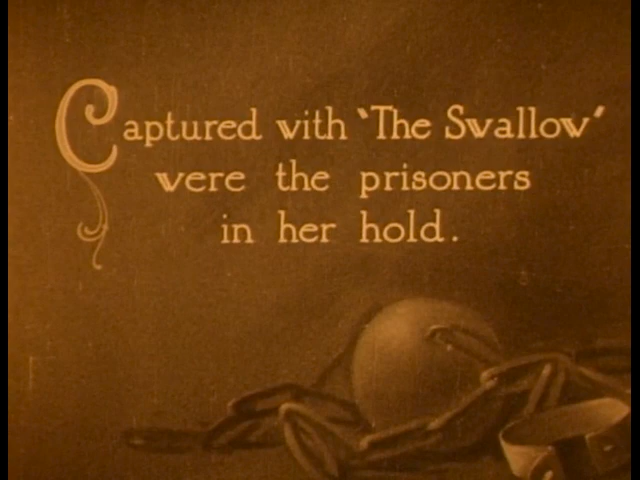 Captured with 'The Swallow'
were the prisoners
in her hold.